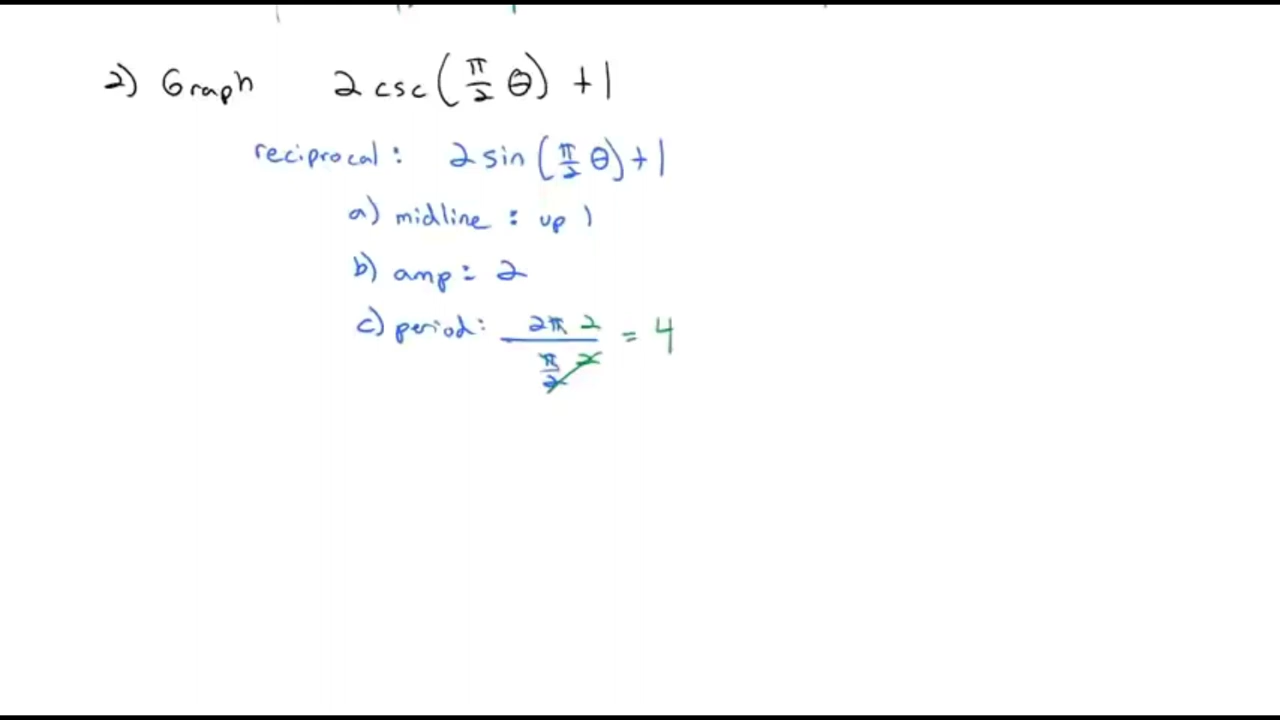 2) Graph 2 csc(π/2 θ) + 1
reciprocal: 2 sin(π/2 θ) + 1
a) midline: up 1
b) amp: 2
c) period: 2π 2 / π/2 2 = 4